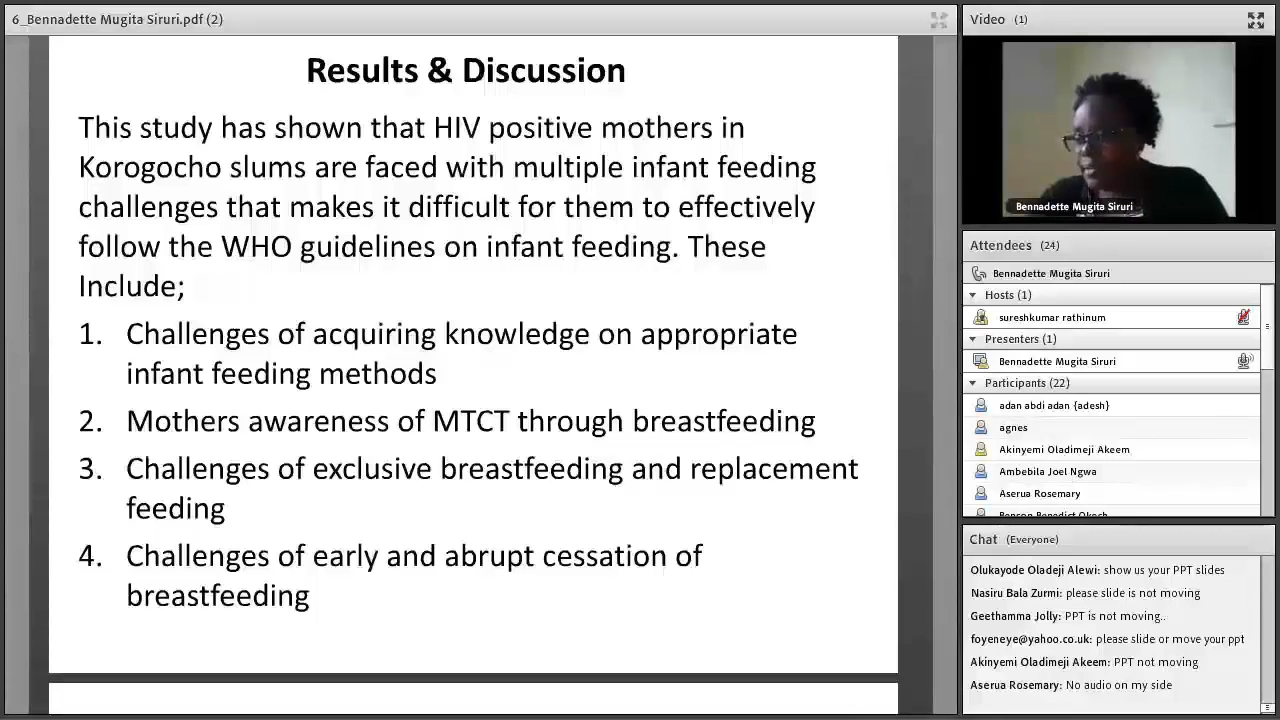 6_Bennadette Mugita Siruri.pdf (2)
Results & Discussion
This study has shown that HIV positive mothers in
Korogocho slums are faced with multiple infant feeding
challenges that makes it difficult for them to effectively
follow the WHO guidelines on infant feeding. These
Include;
1. Challenges of acquiring knowledge on appropriate
infant feeding methods
2. Mothers awareness of MTCT through breastfeeding
3. Challenges of exclusive breastfeeding and replacement
feeding
4. Challenges of early and abrupt cessation of
breastfeeding
Video (1)
Bennadette Mugita Siruri
Attendees (24)
Bennadette Mugita Siruri
Hosts (1)
sureshkumar rathinum
Presenters (1)
Bennadette Mugita Siruri
Participants (22)
adan abdi adan {adesh}
agnes
Akinyemi Oladimeji Akeem
Ambebila Joel Ngwa
Aserua Rosemary
Benson Benedict Okech
Chat (Everyone)
Olukayode Oladeji Alewi: show us your PPT slides
Nasiru Bala Zurmi: please slide is not moving
Geethamma Jolly: PPT is not moving..
foyeneye@yahoo.co.uk: please slide or move your ppt
Akinyemi Oladimeji Akeem: PPT not moving
Aserua Rosemary: No audio on my side